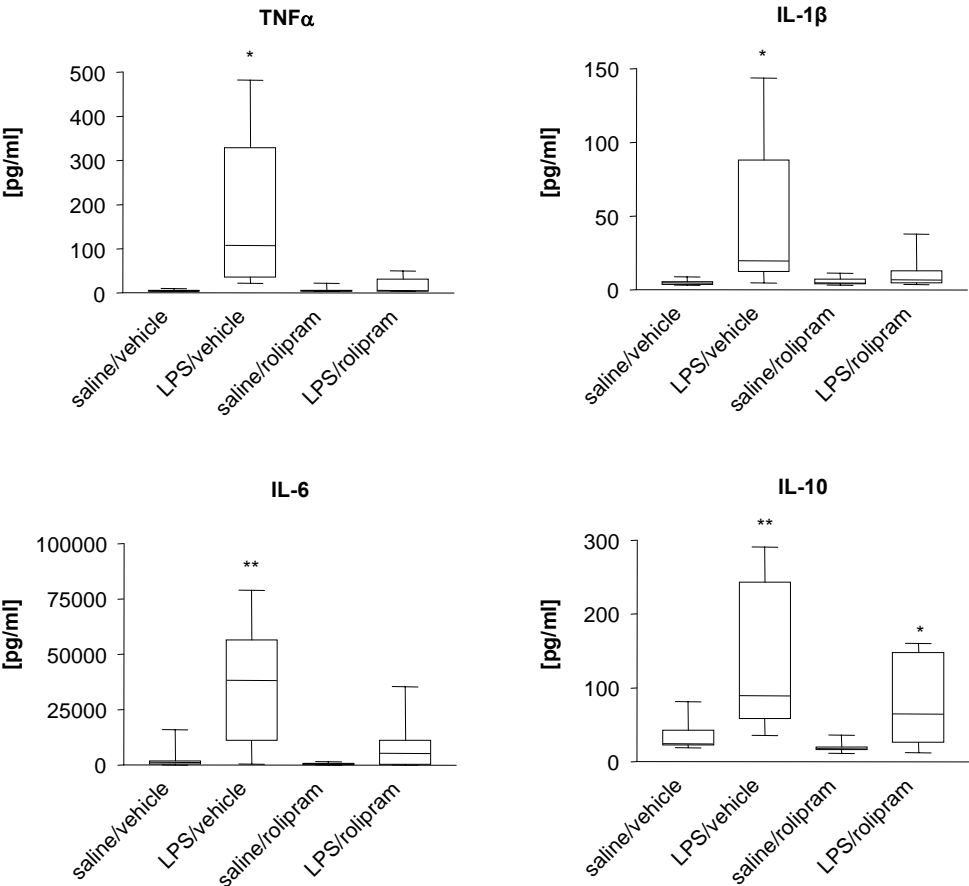 TNFα
*
500
400
300
200
100
0
[pg/ml]
saline/vehicle
LPS/vehicle
saline/rolipram
LPS/rolipram
IL-1β
*
150
100
50
0
[pg/ml]
saline/vehicle
LPS/vehicle
saline/rolipram
LPS/rolipram
IL-6
**
100000
75000
50000
25000
0
[pg/ml]
saline/vehicle
LPS/vehicle
saline/rolipram
LPS/rolipram
IL-10
**
*
300
200
100
0
[pg/ml]
saline/vehicle
LPS/vehicle
saline/rolipram
LPS/rolipram